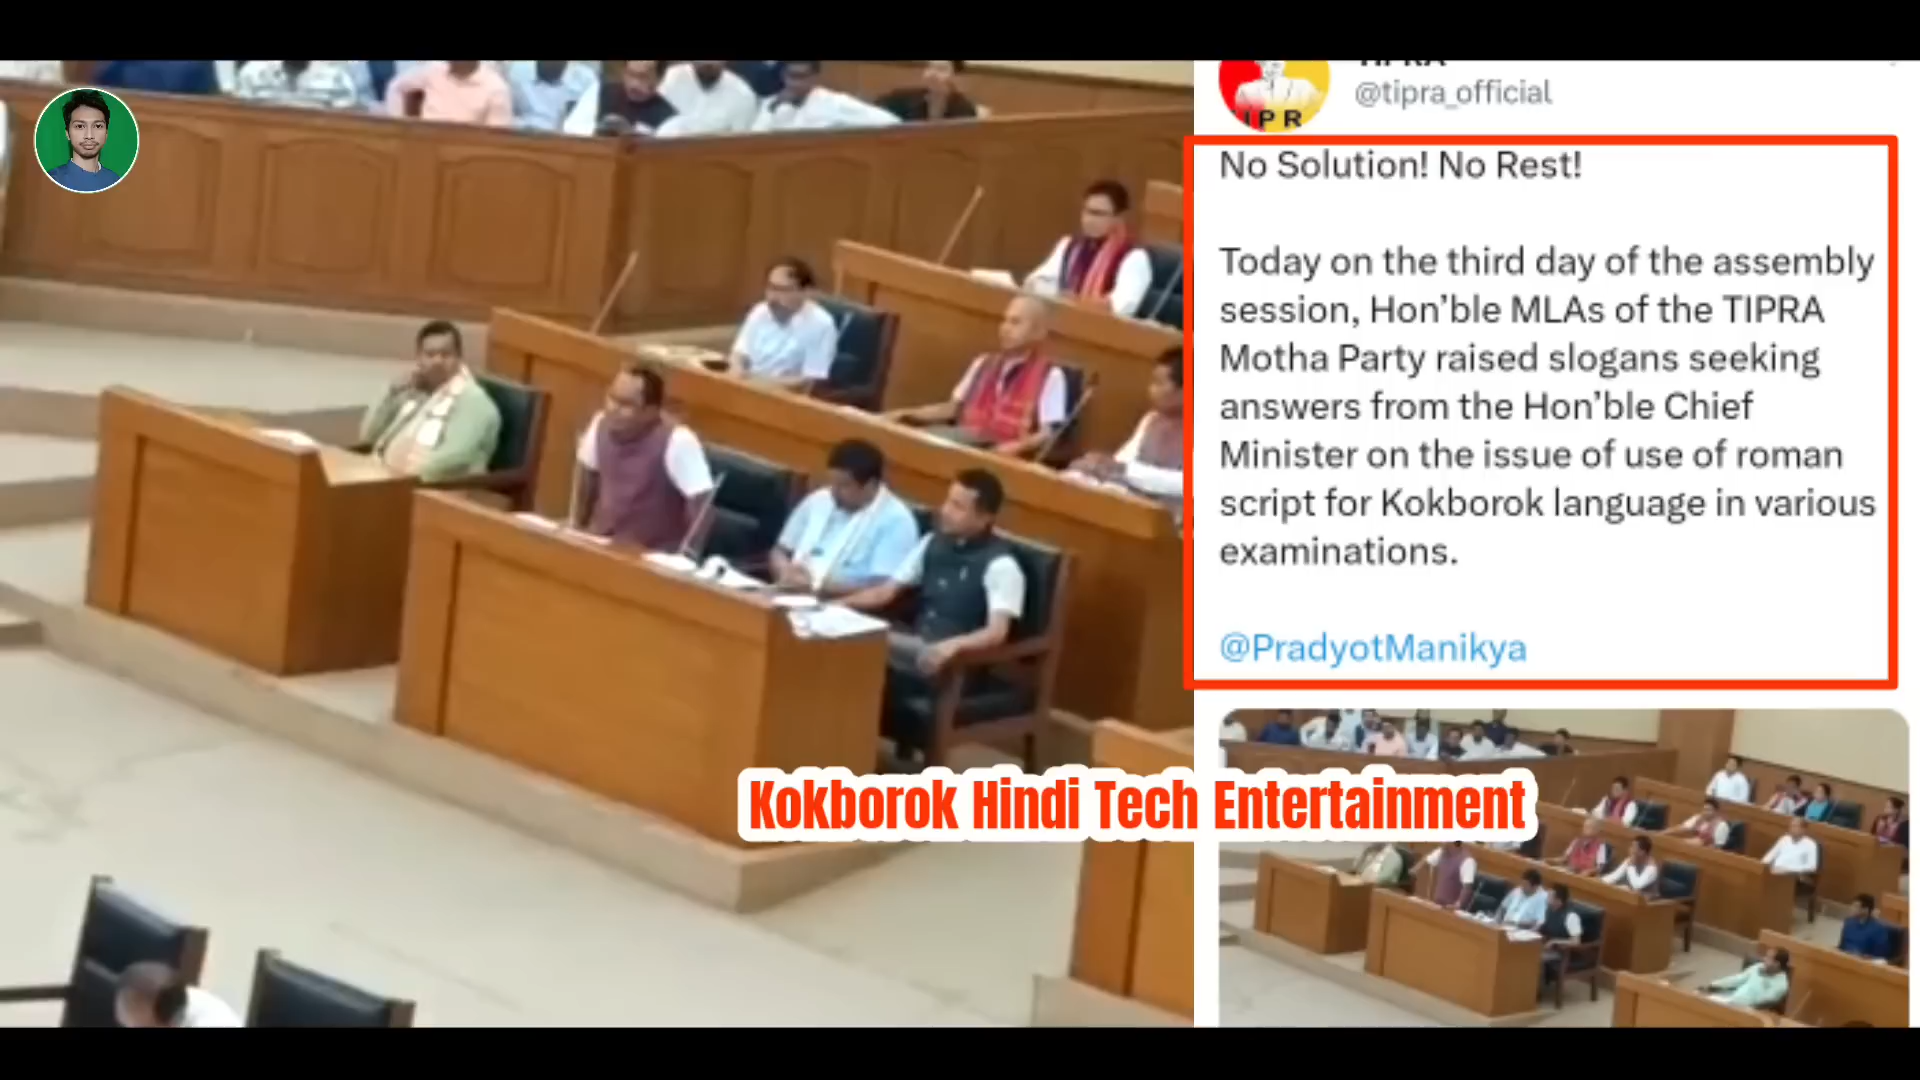 @tipra_official
No Solution! No Rest!
Today on the third day of the assembly
session, Hon’ble MLAs of the TIPRA
Motha Party raised slogans seeking
answers from the Hon’ble Chief
Minister on the issue of use of roman
script for Kokborok language in various
examinations.
@PradyotManikya
Kokborok Hindi Tech Entertainment